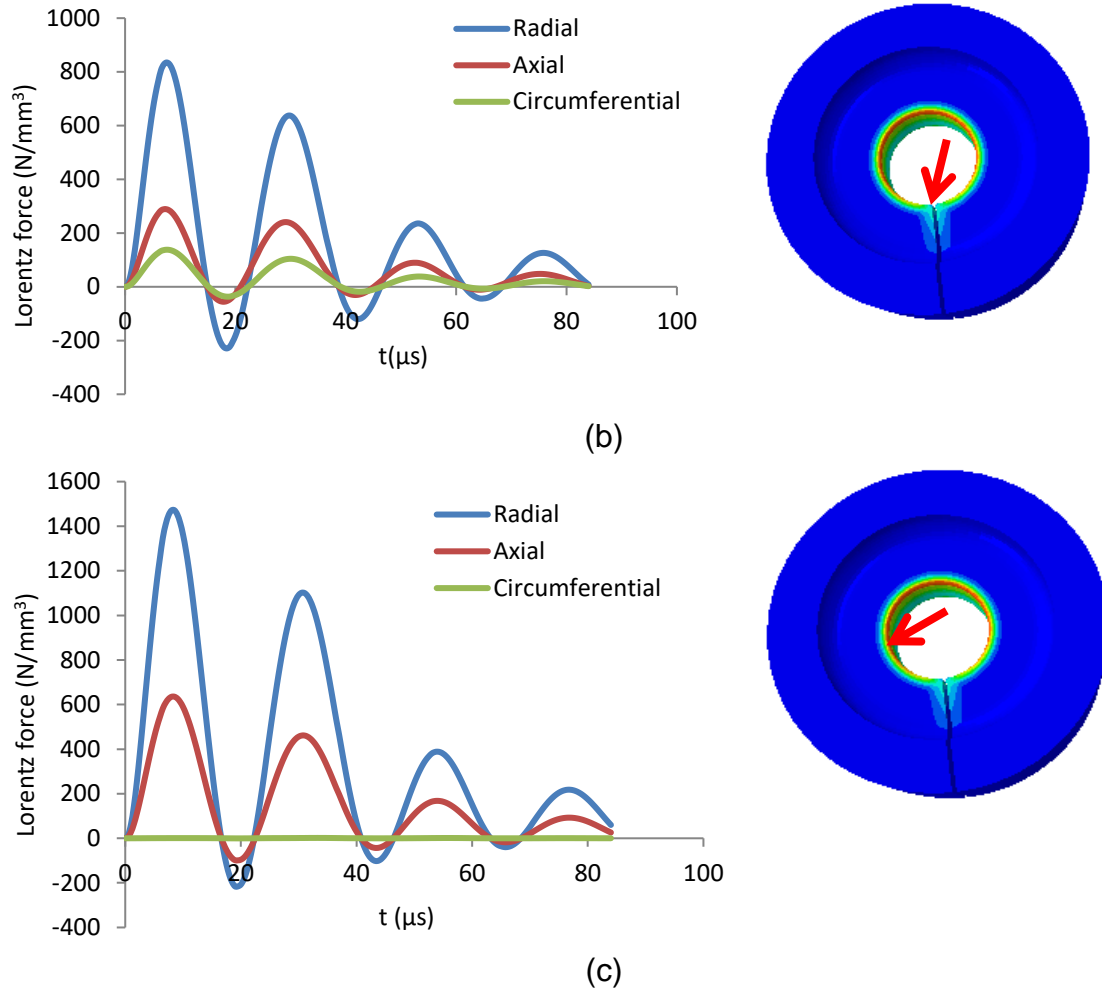 1000
800
600
400
200
0
-200
-400
Lorentz force (N/mm³)
0 20 40 60 80 100
t(µs)
Radial
Axial
Circumferential
(b)
1600
1400
1200
1000
800
600
400
200
0
-200
-400
Lorentz force (N/mm³)
0 20 40 60 80 100
t (µs)
Radial
Axial
Circumferential
(c)